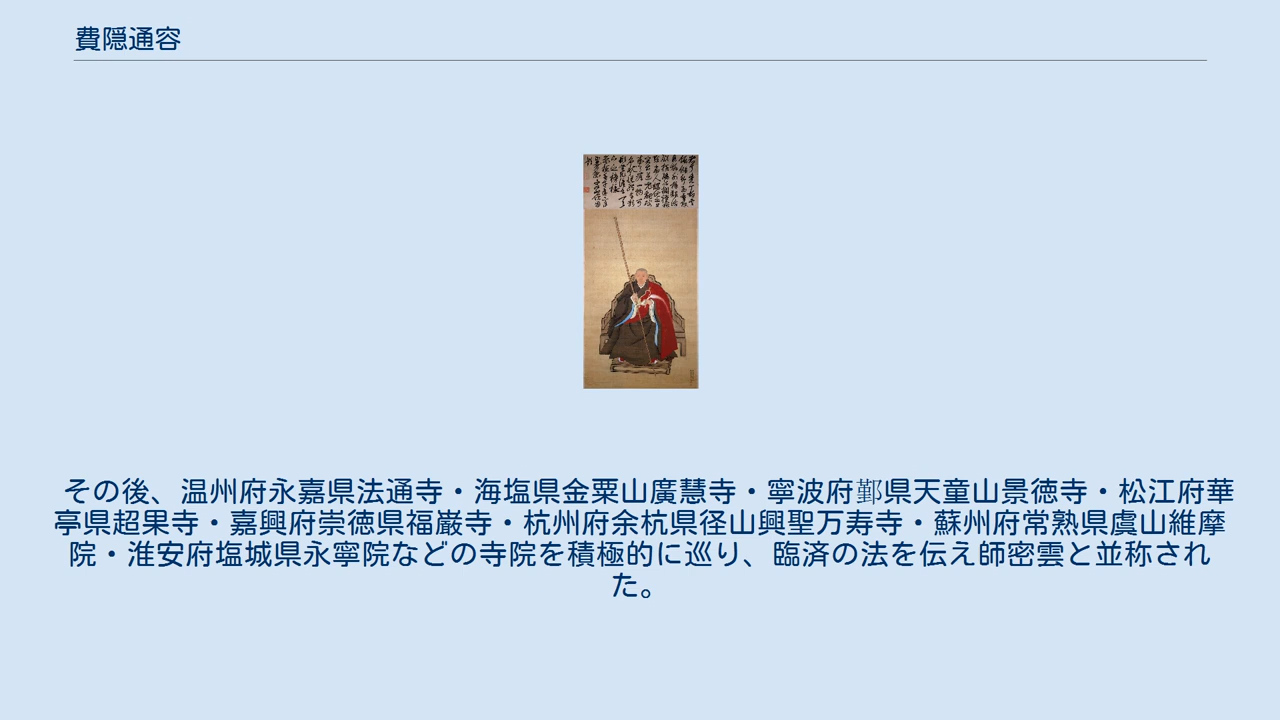 費隠通容
その後、温州府永嘉県法通寺・海塩県金粟山廣慧寺・寧波府鄞県天童山景徳寺・松江府華
亭県超果寺・嘉興府崇徳県福厳寺・杭州府余杭県径山興聖万寿寺・蘇州府常熟県虞山維摩
院・淮安府塩城県永寧院などの寺院を積極的に巡り、臨済の法を伝え師密雲と並称され
た。